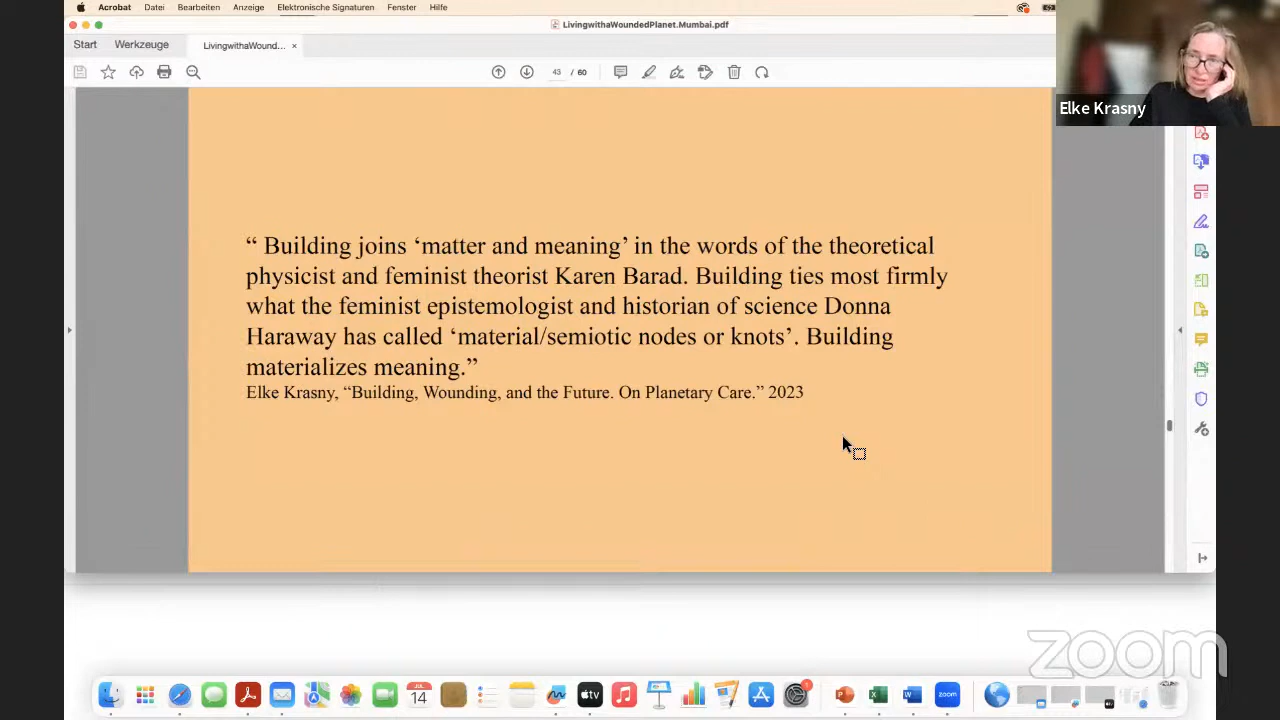 Acrobat Datei Bearbeiten Anzeige Elektronische Signaturen Fenster Hilfe
LivingwithaWoundedPlanet.Mumbai.pdf
Start Werkzeuge LivingwithaWound... ×
43 / 60
Elke Krasny
“ Building joins ‘matter and meaning’ in the words of the theoretical
physicist and feminist theorist Karen Barad. Building ties most firmly
what the feminist epistemologist and historian of science Donna
Haraway has called ‘material/semiotic nodes or knots’. Building
materializes meaning.”
Elke Krasny, “Building, Wounding, and the Future. On Planetary Care.” 2023
zoom
JUL
14
tv
zoom